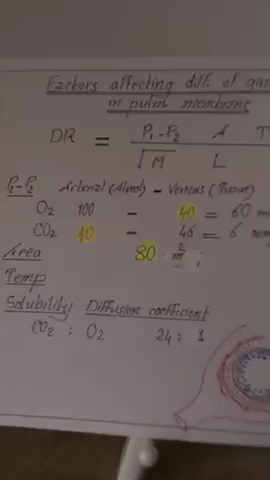 Factors affecting diff. of gas
in pulm. membrane
DR = P₁-P₂ A T
√M L
P₁-P₂ Arterial (Alveol) - Venous (Tissue)
O₂ 100 - 40 = 60 m
CO₂ 40 - 46 = 6 m
Area 80 m² ;
Temp
Solubility Diffusion coefficient
CO₂ : O₂ 24 : 1